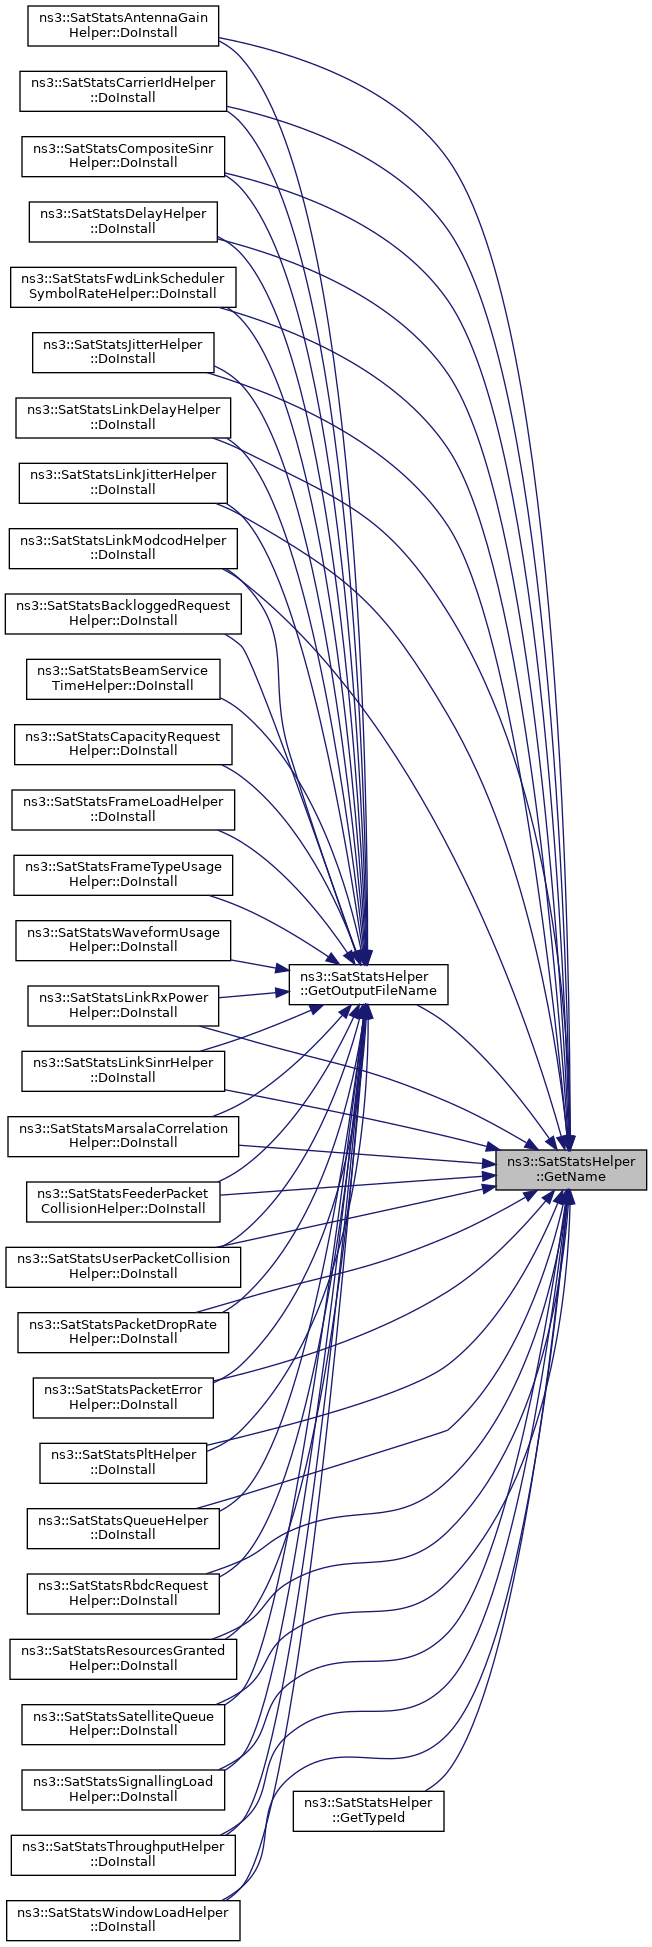 ns3::SatStatsAntennaGain
Helper::DoInstall
ns3::SatStatsCarrierIdHelper
::DoInstall
ns3::SatStatsCompositeSinr
Helper::DoInstall
ns3::SatStatsDelayHelper
::DoInstall
ns3::SatStatsFwdLinkScheduler
SymbolRateHelper::DoInstall
ns3::SatStatsJitterHelper
::DoInstall
ns3::SatStatsLinkDelayHelper
::DoInstall
ns3::SatStatsLinkJitterHelper
::DoInstall
ns3::SatStatsLinkModcodHelper
::DoInstall
ns3::SatStatsBackloggedRequest
Helper::DoInstall
ns3::SatStatsBeamService
TimeHelper::DoInstall
ns3::SatStatsCapacityRequest
Helper::DoInstall
ns3::SatStatsFrameLoadHelper
::DoInstall
ns3::SatStatsFrameTypeUsage
Helper::DoInstall
ns3::SatStatsWaveformUsage
Helper::DoInstall
ns3::SatStatsHelper
::GetOutputFileName
ns3::SatStatsLinkRxPower
Helper::DoInstall
ns3::SatStatsLinkSinrHelper
::DoInstall
ns3::SatStatsMarsalaCorrelation
Helper::DoInstall
ns3::SatStatsHelper
::GetName
ns3::SatStatsFeederPacket
CollisionHelper::DoInstall
ns3::SatStatsUserPacketCollision
Helper::DoInstall
ns3::SatStatsPacketDropRate
Helper::DoInstall
ns3::SatStatsPacketError
Helper::DoInstall
ns3::SatStatsPltHelper
::DoInstall
ns3::SatStatsQueueHelper
::DoInstall
ns3::SatStatsRbdcRequest
Helper::DoInstall
ns3::SatStatsResourcesGranted
Helper::DoInstall
ns3::SatStatsSatelliteQueue
Helper::DoInstall
ns3::SatStatsSignallingLoad
Helper::DoInstall
ns3::SatStatsHelper
::GetTypeId
ns3::SatStatsThroughputHelper
::DoInstall
ns3::SatStatsWindowLoadHelper
::DoInstall